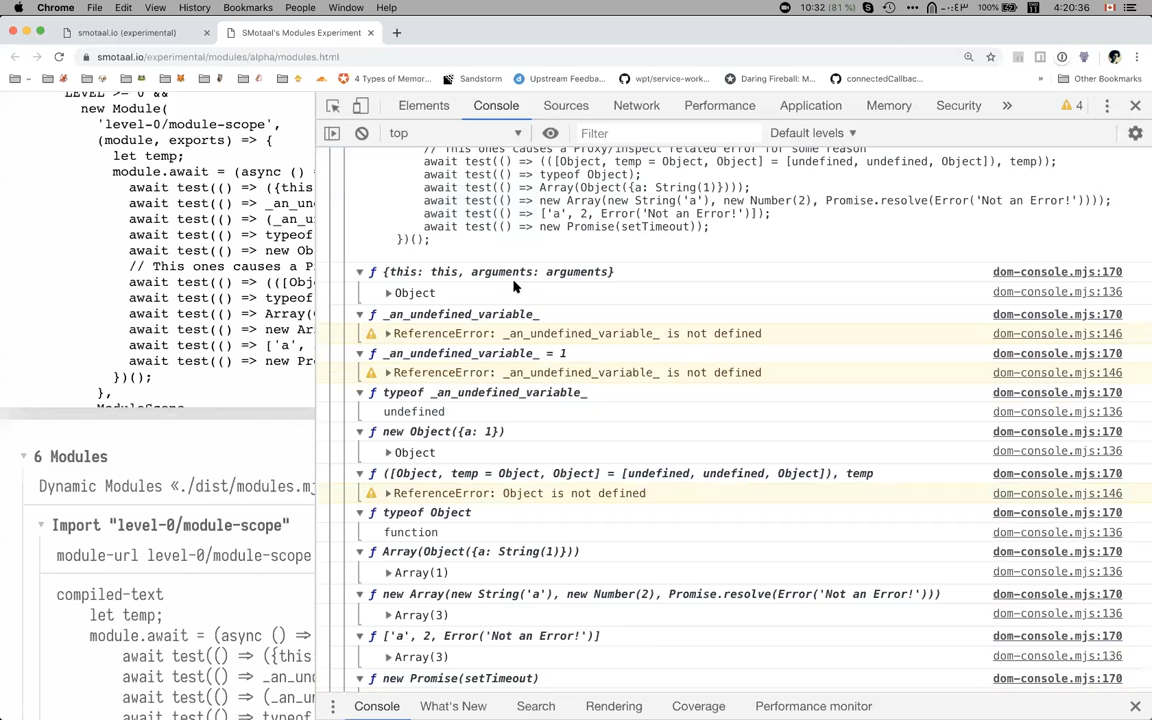 Chrome File Edit View History Bookmarks People Window Help 10:32 (81%) 100% 4:20:36
smotaal.io (experimental) SMotaal's Modules Experiment
smotaal.io/experimental/modules/alpha/modules.html
4 Types of Memor... Sandstorm Upstream Feedba... wpt/service-work... Daring Fireball: M... connectedCallbac... » Other Bookmarks
LEVEL >= 0 &&
new Module(
'level-0/module-scope',
(module, exports) => {
let temp;
module.await = (async () =
await test(() => ({this
await test(() => _an_un
await test(() => (_an_u
await test(() => typeof
await test(() => new Ob
// This ones causes a P
await test(() => (([Obj
await test(() => typeof
await test(() => Array(
await test(() => new Ar
await test(() => ['a',
await test(() => new Pr
})();
},
ModuleScope
6 Modules
Dynamic Modules «./dist/modules.mj
Import "level-0/module-scope"
module-url level-0/module-scope
compiled-text
let temp;
module.await = (async () =>
await test(() => ({this
await test(() => _an_un
await test(() => (_an_u
await test(() => typeof
Elements Console Sources Network Performance Application Memory Security » 4
top Filter Default levels
// This ones causes a Proxy/Inspect related error for some reason
await test(() => (([Object, temp = Object, Object] = [undefined, undefined, Object]), temp));
await test(() => typeof Object);
await test(() => Array(Object({a: String(1)})));
await test(() => new Array(new String('a'), new Number(2), Promise.resolve(Error('Not an Error!'))));
await test(() => ['a', 2, Error('Not an Error!')]);
await test(() => new Promise(setTimeout));
})();
ƒ {this: this, arguments: arguments} dom-console.mjs:170
Object dom-console.mjs:136
ƒ _an_undefined_variable_ dom-console.mjs:170
ReferenceError: _an_undefined_variable_ is not defined dom-console.mjs:146
ƒ _an_undefined_variable_ = 1 dom-console.mjs:170
ReferenceError: _an_undefined_variable_ is not defined dom-console.mjs:146
ƒ typeof _an_undefined_variable_ dom-console.mjs:170
undefined dom-console.mjs:136
ƒ new Object({a: 1}) dom-console.mjs:170
Object dom-console.mjs:136
ƒ ([Object, temp = Object, Object] = [undefined, undefined, Object]), temp dom-console.mjs:170
ReferenceError: Object is not defined dom-console.mjs:146
ƒ typeof Object dom-console.mjs:170
function dom-console.mjs:136
ƒ Array(Object({a: String(1)})) dom-console.mjs:170
Array(1) dom-console.mjs:136
ƒ new Array(new String('a'), new Number(2), Promise.resolve(Error('Not an Error!'))) dom-console.mjs:170
Array(3) dom-console.mjs:136
ƒ ['a', 2, Error('Not an Error!')] dom-console.mjs:170
Array(3) dom-console.mjs:136
ƒ new Promise(setTimeout) dom-console.mjs:170
Console What's New Search Rendering Coverage Performance monitor